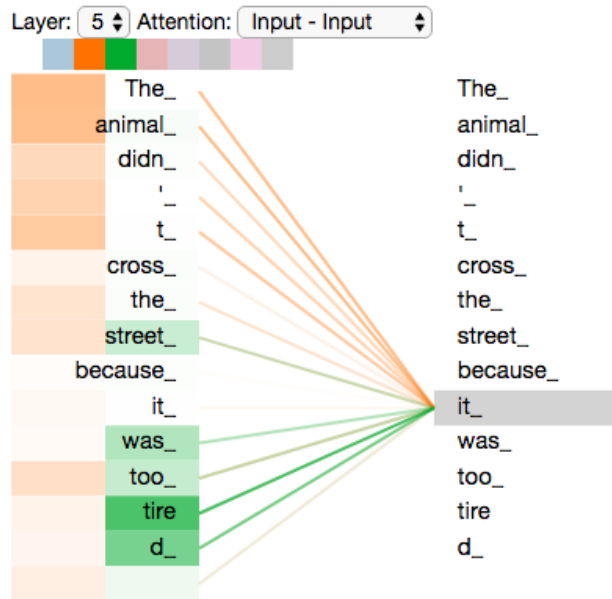 Layer: 5 Attention: Input - Input
The_ The_
animal_ animal_
didn_ didn_
'_ '_
t_ t_
cross_ cross_
the_ the_
street_ street_
because_ because_
it_ it_
was_ was_
too_ too_
tire tire
d_ d_